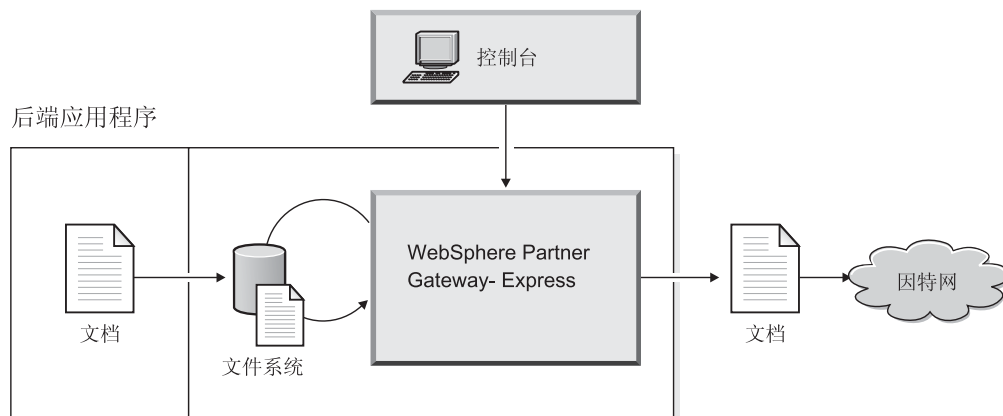 控制台
后端应用程序
WebSphere Partner
Gateway- Express
文档
文件系统
文档
因特网